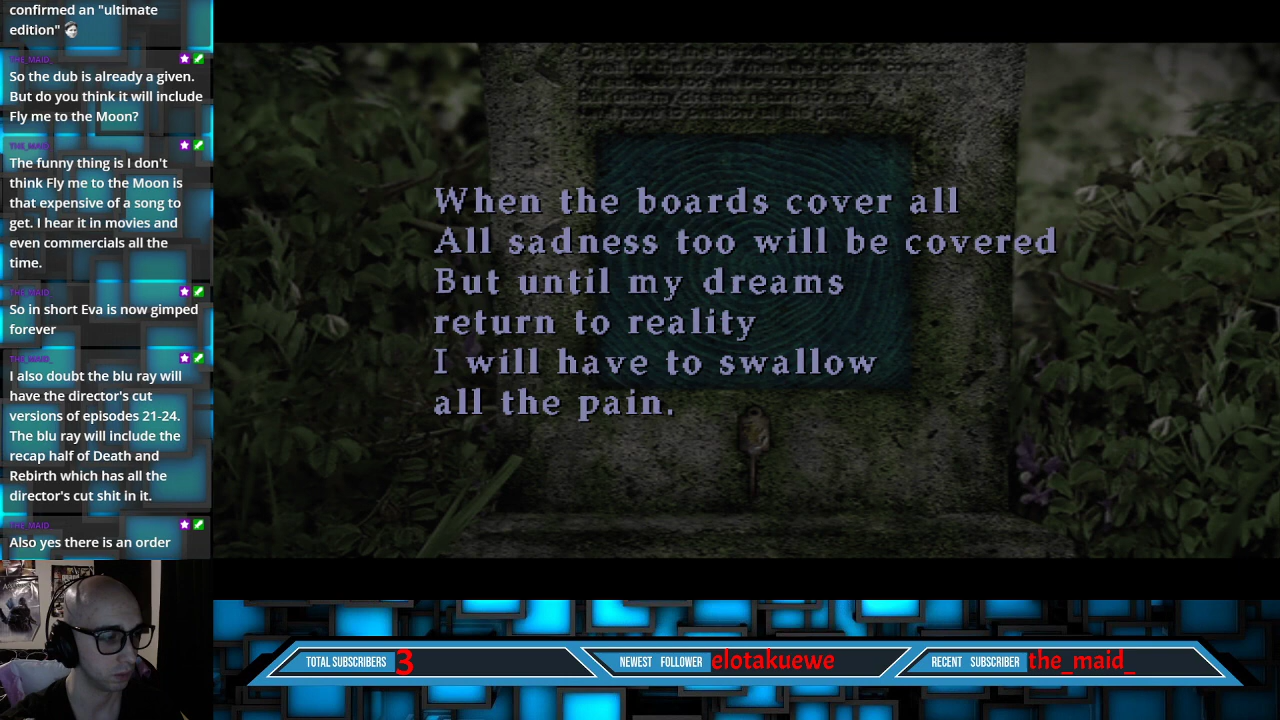 confirmed an "ultimate
edition"
THE_MAID_
So the dub is already a given.
But do you think it will include
Fly me to the Moon?
THE_MAID_
The funny thing is I don't
think Fly me to the Moon is
that expensive of a song to
get. I hear it in movies and
even commercials all the
time.
THE_MAID_
So in short Eva is now gimped
forever
THE_MAID_
I also doubt the blu ray will
have the director's cut
versions of episodes 21-24.
The blu ray will include the
recap half of Death and
Rebirth which has all the
director's cut shit in it.
THE_MAID_
Also yes there is an order
When the boards cover all
All sadness too will be covered
But until my dreams
return to reality
I will have to swallow
all the pain.
TOTAL SUBSCRIBERS 3
NEWEST FOLLOWER elotakuewe
RECENT SUBSCRIBER the_maid_